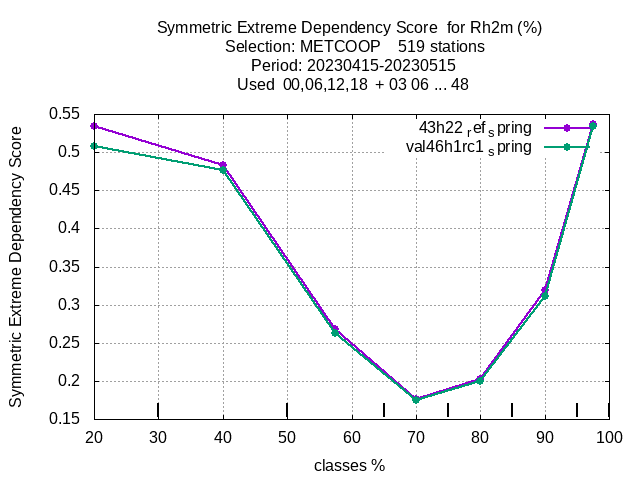 Symmetric Extreme Dependency Score  for Rh2m (%)
Selection: METCOOP    519 stations
Period: 20230415-20230515
Used  00,06,12,18  + 03 06  ... 48
43h22 ref spring
val46h1rc1 spring
Symmetric Extreme Dependency Score
0.55
0.5
0.45
0.4
0.35
0.3
0.25
0.2
0.15
20 30 40 50 60 70 80 90 100
classes %